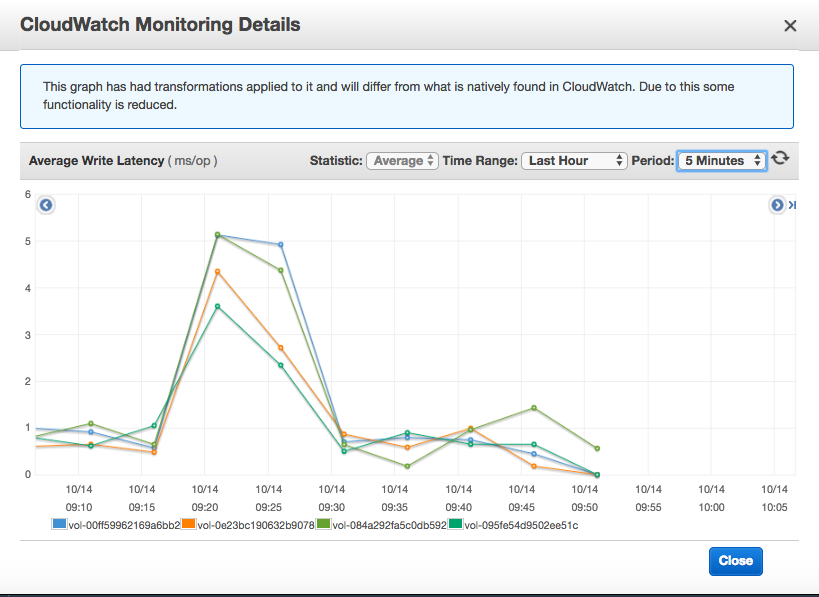 CloudWatch Monitoring Details
This graph has had transformations applied to it and will differ from what is natively found in CloudWatch. Due to this some
functionality is reduced.
Average Write Latency ( ms/op ) Statistic: Average Time Range: Last Hour Period: 5 Minutes
6
5
4
3
2
1
0
10/14 10/14 10/14 10/14 10/14 10/14 10/14 10/14 10/14 10/14 10/14 10/14
09:10 09:15 09:20 09:25 09:30 09:35 09:40 09:45 09:50 09:55 10:00 10:05
vol-00ff59962169a6bb2 vol-0e23bc190632b9078 vol-084a292fa5c0db592 vol-095fe54d9502ee51c
Close